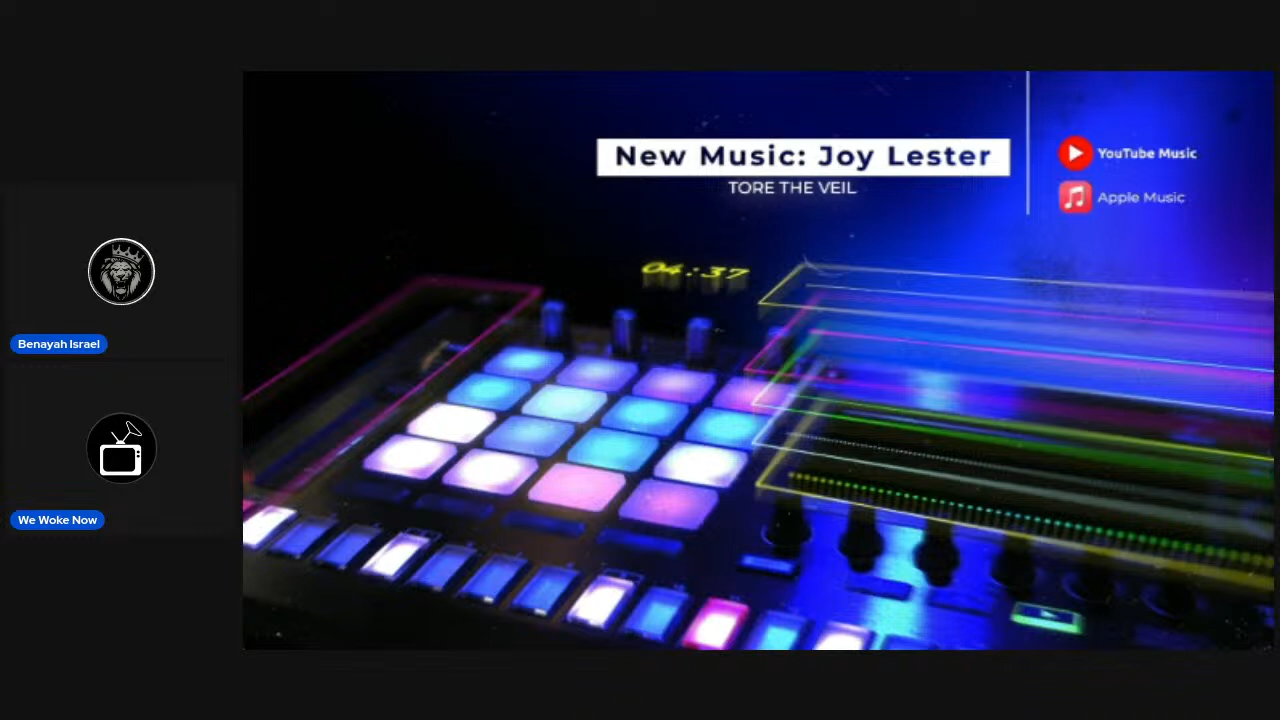 New Music: Joy Lester
TORE THE VEIL
YouTube Music
Apple Music
04:37
Benayah Israel
We Woke Now